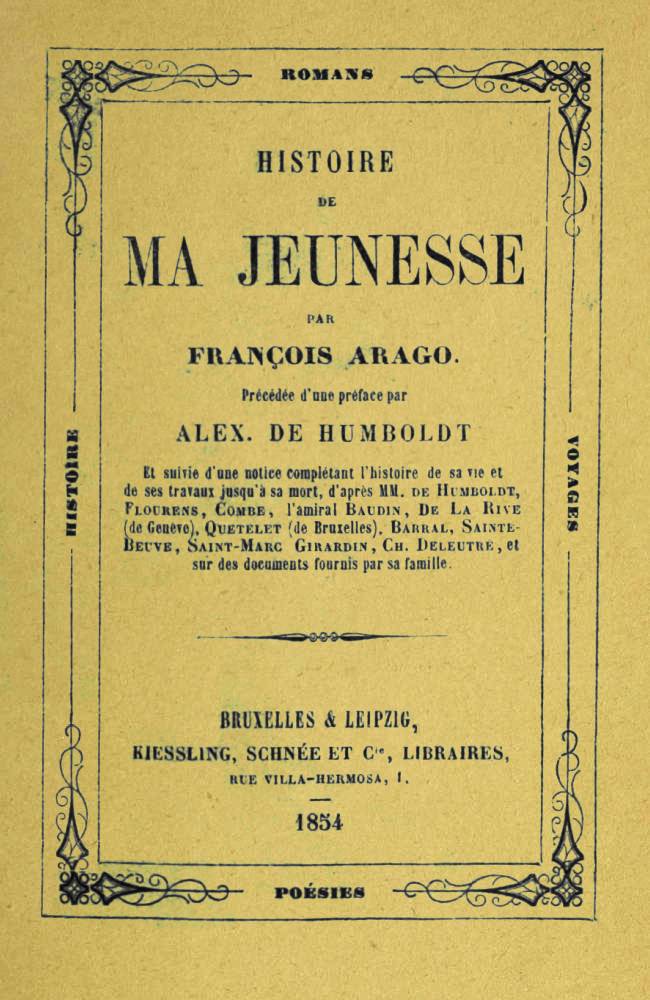 ROMANS
HISTOIRE
DE
MA JEUNESSE
PAR
FRANÇOIS ARAGO.
Précédée d'une préface par
ALEX. DE HUMBOLDT
Et suivie d'une notice complétant l'histoire de sa vie et
de ses travaux jusqu'à sa mort, d'après MM. DE HUMBOLDT,
FLOURENS, COMBE, l'amiral BAUDIN, DE LA RIVE
(de Genève), QUETELET (de Bruxelles), BARRAL, SAINTE-
BEUVE, SAINT-MARC GIRARDIN, CH. DELEUTRE, et
sur des documents fournis par sa famille.
BRUXELLES & LEIPZIG,
KIESSLING, SCHNÉE ET Cie, LIBRAIRES,
RUE VILLA-HERMOSA, 1.
1854
HISTOIRE
VOYAGES
POÉSIES